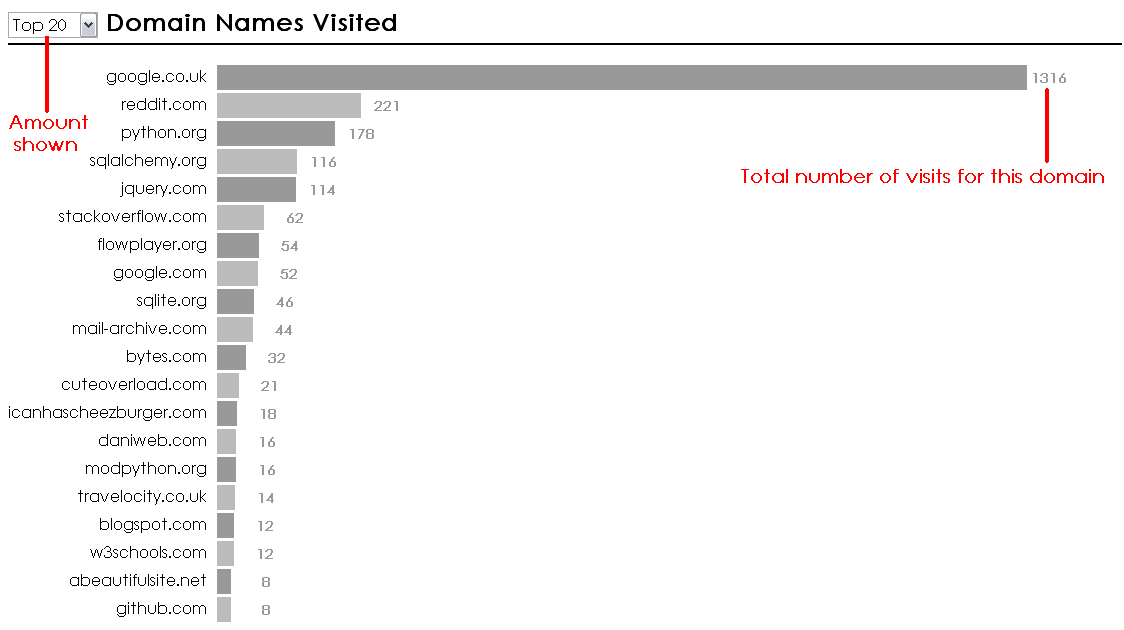 Top 20 Domain Names Visited
google.co.uk 1316
reddit.com 221
Amount
shown
python.org 178
sqlalchemy.org 116
Total number of visits for this domain
jquery.com 114
stackoverflow.com 62
flowplayer.org 54
google.com 52
sqlite.org 46
mail-archive.com 44
bytes.com 32
cuteoverload.com 21
icanhascheezburger.com 18
daniweb.com 16
modpython.org 16
travelocity.co.uk 14
blogspot.com 12
w3schools.com 12
abeautifulsite.net 8
github.com 8